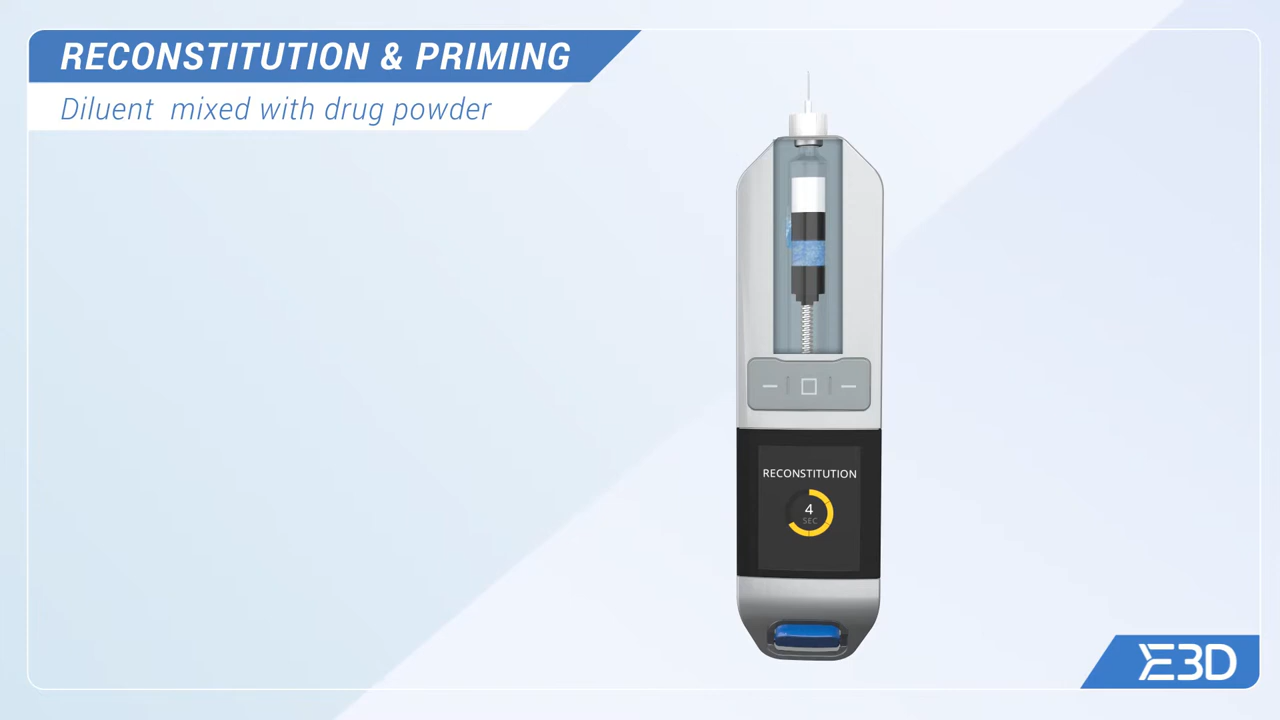 RECONSTITUTION & PRIMING
Diluent mixed with drug powder
RECONSTITUTION
4
SEC
E3D